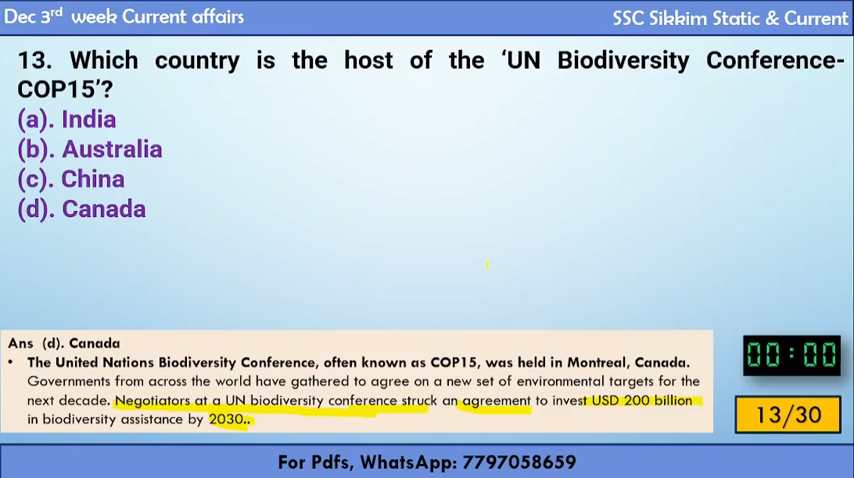 Dec 3rd week Current affairs
SSC Sikkim Static & Current
13. Which country is the host of the ‘UN Biodiversity Conference-
COP15’?
(a). India
(b). Australia
(c). China
(d). Canada
Ans (d). Canada
• The United Nations Biodiversity Conference, often known as COP15, was held in Montreal, Canada.
Governments from across the world have gathered to agree on a new set of environmental targets for the
next decade. Negotiators at a UN biodiversity conference struck an agreement to invest USD 200 billion
in biodiversity assistance by 2030..
00:00
13/30
For Pdfs, WhatsApp: 7797058659